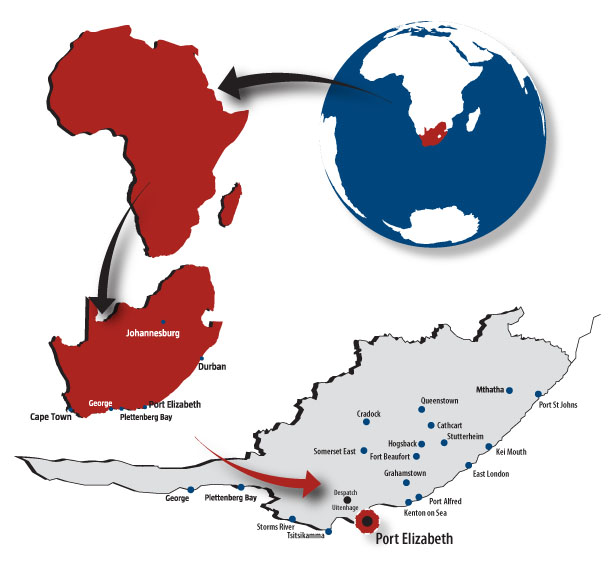 Johannesburg
Durban
George
Port Elizabeth
Cape Town
Plettenberg Bay
Mthatha
Port St Johns
Queenstown
Cradock
Cathcart
Stutterheim
Hogsback
Somerset East
Fort Beaufort
Kei Mouth
East London
Grahamstown
George
Plettenberg Bay
Despatch
Uitenhage
Port Alfred
Kenton on Sea
Storms River
Tsitsikamma
Port Elizabeth